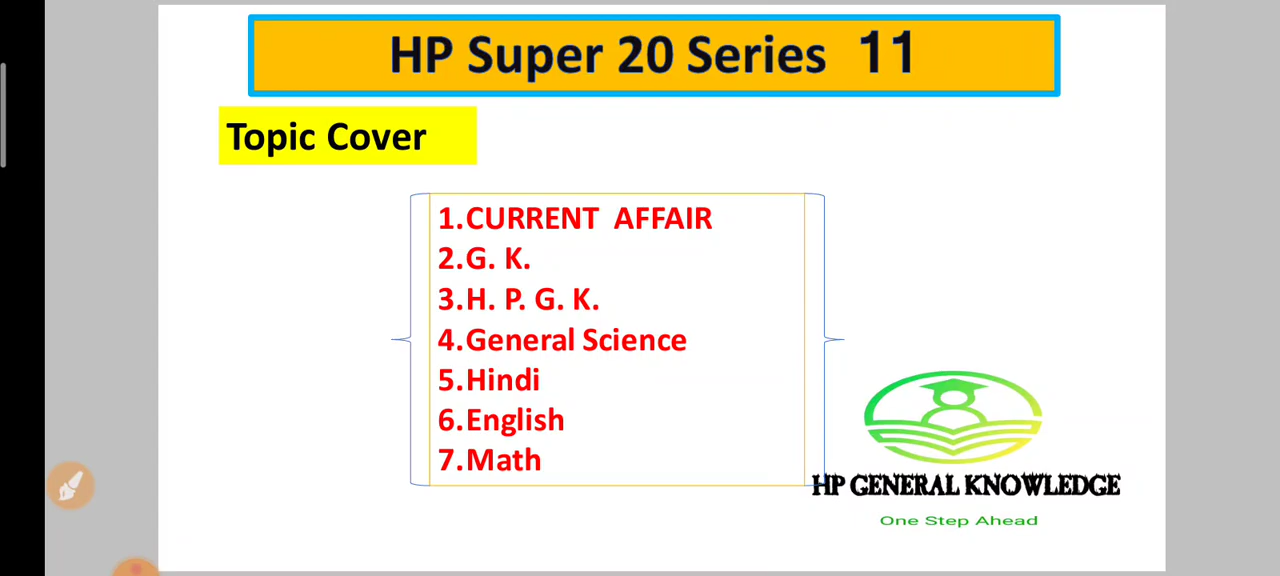 HP Super 20 Series 11
Topic Cover
1.CURRENT AFFAIR
2.G. K.
3.H. P. G. K.
4.General Science
5.Hindi
6.English
7.Math
HP GENERAL KNOWLEDGE
One Step Ahead